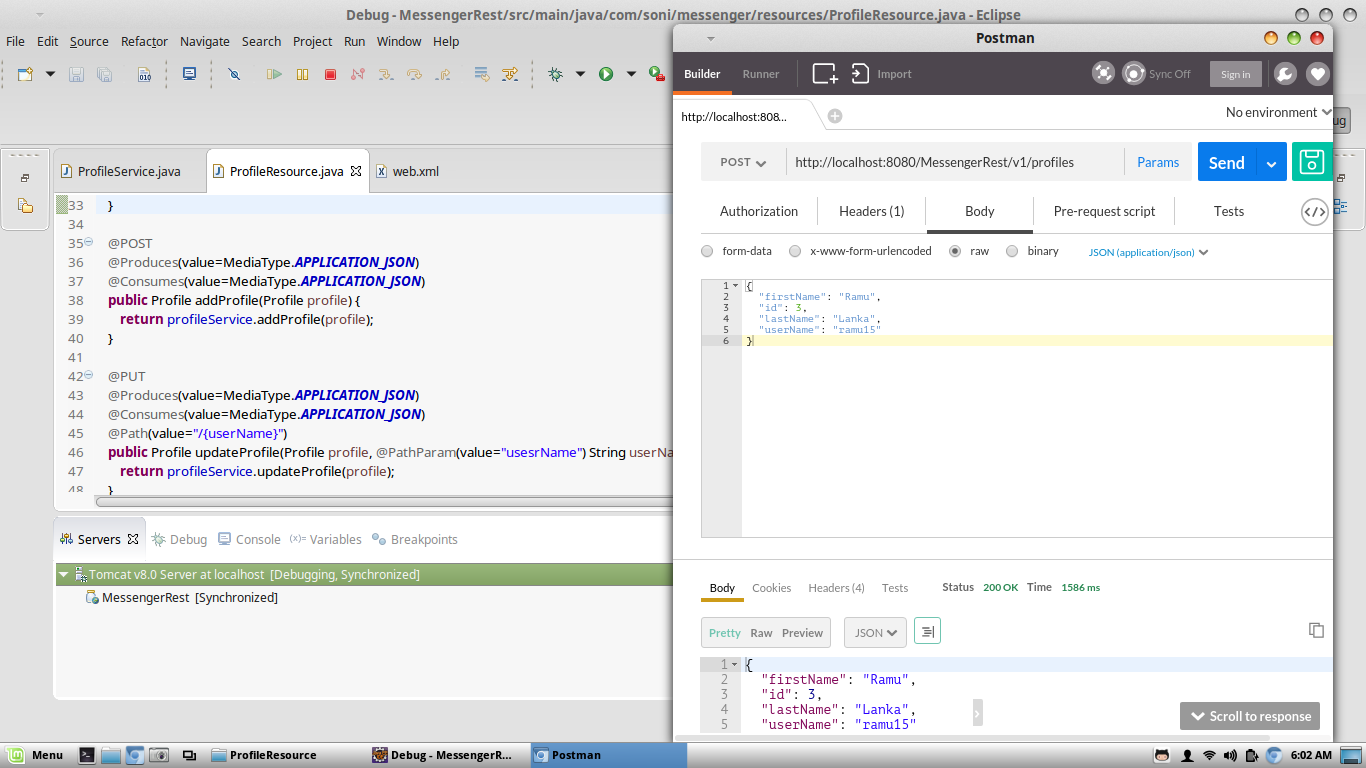 Debug - MessengerRest/src/main/java/com/soni/messenger/resources/ProfileResource.java - Eclipse
File Edit Source Refactor Navigate Search Project Run Window Help
010
ProfileService.java ProfileResource.java web.xml
33 }
34
35 @POST
36 @Produces(value=MediaType.APPLICATION_JSON)
37 @Consumes(value=MediaType.APPLICATION_JSON)
38 public Profile addProfile(Profile profile) {
39 return profileService.addProfile(profile);
40 }
41
42 @PUT
43 @Produces(value=MediaType.APPLICATION_JSON)
44 @Consumes(value=MediaType.APPLICATION_JSON)
45 @Path(value="/{userName}")
46 public Profile updateProfile(Profile profile, @PathParam(value="usesrName") String userNa
47 return profileService.updateProfile(profile);
48 }
Servers Debug Console (x)= Variables Breakpoints
Tomcat v8.0 Server at localhost [Debugging, Synchronized]
MessengerRest [Synchronized]
Postman
Builder Runner Import Sync Off Sign in
http://localhost:808... No environment
ug
POST http://localhost:8080/MessengerRest/v1/profiles Params Send
Authorization Headers (1) Body Pre-request script Tests </>
form-data x-www-form-urlencoded raw binary JSON (application/json)
1 {
2 "firstName": "Ramu",
3 "id": 3,
4 "lastName": "Lanka",
5 "userName": "ramu15"
6 }
Body Cookies Headers (4) Tests Status 200 OK Time 1586 ms
Pretty Raw Preview JSON
1 {
2 "firstName": "Ramu",
3 "id": 3,
4 "lastName": "Lanka",
5 "userName": "ramu15"
Scroll to response
Menu ProfileResource Debug - MessengerR... Postman 6:02 AM